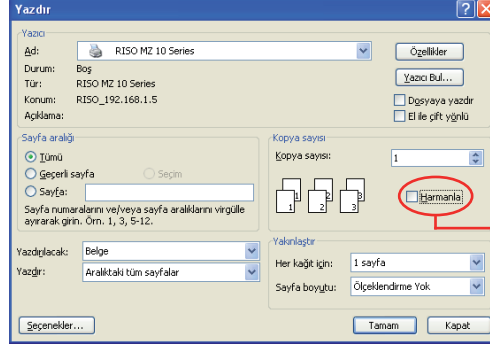 Yazdır
Yazıcı
Ad: RISO MZ 10 Series
Özellikler
Durum: Boş
Tür: RISO MZ 10 Series
Yazıcı Bul...
Konum: RISO_192.168.1.5
Dosyaya yazdır
Açıklama:
El ile çift yönlü
Sayfa aralığı
Tümü
Geçerli sayfa
Seçim
Sayfa:
Sayfa numaralarını ve/veya sayfa aralıklarını virgülle
ayırarak girin. Örn. 1, 3, 5-12.
Kopya sayısı
Kopya sayısı: 1
1 1 2 2 3 3
Harmanla
Yazdırılacak: Belge
Yazdır: Aralıktaki tüm sayfalar
Yakınlaştır
Her kağıt için: 1 sayfa
Sayfa boyutu: Ölçeklendirme Yok
Seçenekler...
Tamam
Kapat